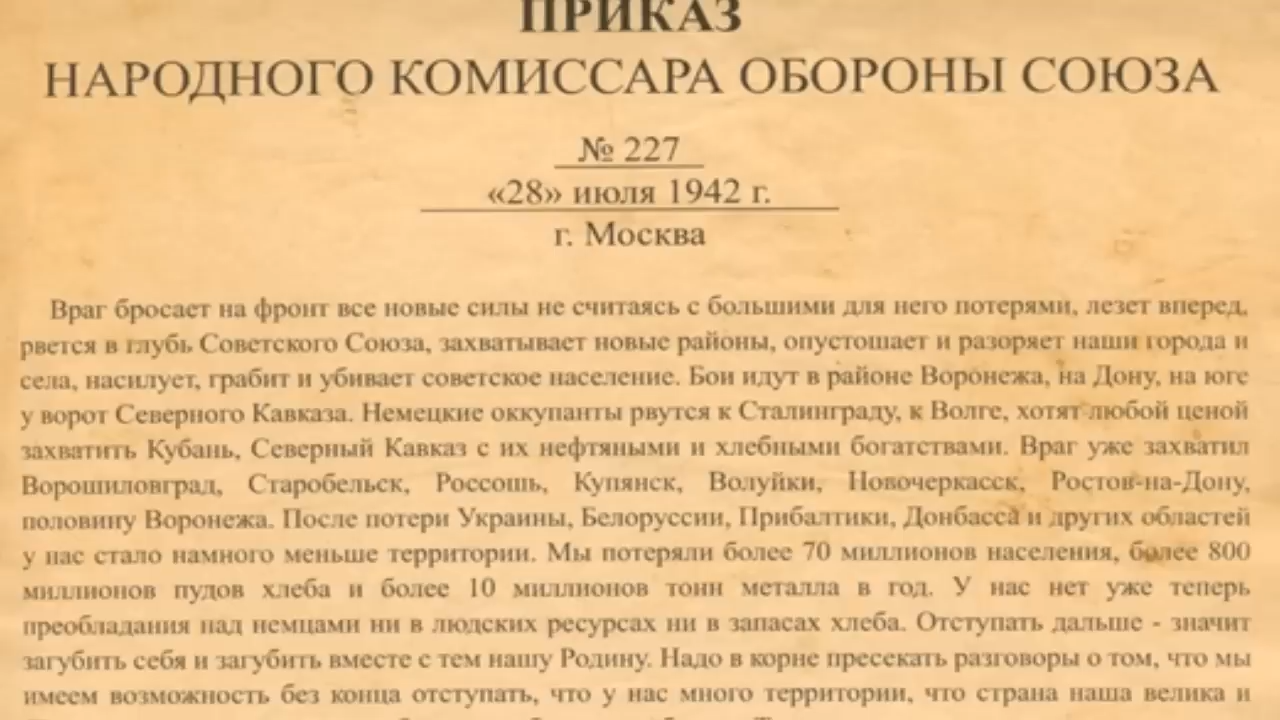 ПРИКАЗ
НАРОДНОГО КОМИССАРА ОБОРОНЫ СОЮЗА
№ 227
«28» июля 1942 г.
г. Москва
Враг бросает на фронт все новые силы не считаясь с большими для него потерями, лезет вперед,
рвется в глубь Советского Союза, захватывает новые районы, опустошает и разоряет наши города и
села, насилует, грабит и убивает советское население. Бои идут в районе Воронежа, на Дону, на юге
у ворот Северного Кавказа. Немецкие оккупанты рвутся к Сталинграду, к Волге, хотят любой ценой
захватить Кубань, Северный Кавказ с их нефтяными и хлебными богатствами. Враг уже захватил
Ворошиловград, Старобельск, Россошь, Купянск, Волуйки, Новочеркасск, Ростов-на-Дону,
половину Воронежа. После потери Украины, Белоруссии, Прибалтики, Донбасса и других областей
у нас стало намного меньше территории. Мы потеряли более 70 миллионов населения, более 800
миллионов пудов хлеба и более 10 миллионов тонн металла в год. У нас нет уже теперь
преобладания над немцами ни в людских ресурсах ни в запасах хлеба. Отступать дальше - значит
загубить себя и загубить вместе с тем нашу Родину. Надо в корне пресекать разговоры о том, что мы
имеем возможность без конца отступать, что у нас много территории, что страна наша велика и